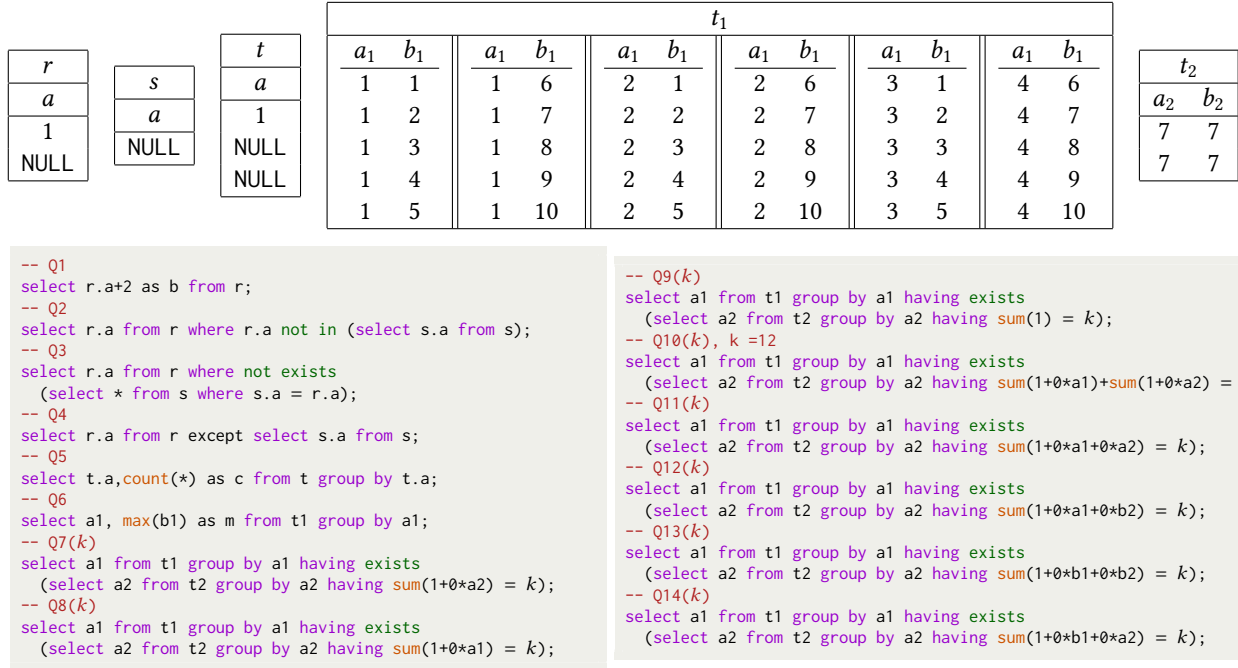 r
a
1
NULL
s
a
NULL
t
a
1
NULL
NULL
t₁
a₁ b₁ a₁ b₁ a₁ b₁ a₁ b₁ a₁ b₁ a₁ b₁
1 1 1 6 2 1 2 6 3 1 4 6
1 2 1 7 2 2 2 7 3 2 4 7
1 3 1 8 2 3 2 8 3 3 4 8
1 4 1 9 2 4 2 9 3 4 4 9
1 5 1 10 2 5 2 10 3 5 4 10
t₂
a₂ b₂
7 7
7 7
-- Q1
select r.a+2 as b from r;
-- Q2
select r.a from r where r.a not in (select s.a from s);
-- Q3
select r.a from r where not exists
(select * from s where s.a = r.a);
-- Q4
select r.a from r except select s.a from s;
-- Q5
select t.a,count(*) as c from t group by t.a;
-- Q6
select a1, max(b1) as m from t1 group by a1;
-- Q7(k)
select a1 from t1 group by a1 having exists
(select a2 from t2 group by a2 having sum(1+0*a2) = k);
-- Q8(k)
select a1 from t1 group by a1 having exists
(select a2 from t2 group by a2 having sum(1+0*a1) = k);
-- Q9(k)
select a1 from t1 group by a1 having exists
(select a2 from t2 group by a2 having sum(1) = k);
-- Q10(k), k =12
select a1 from t1 group by a1 having exists
(select a2 from t2 group by a2 having sum(1+0*a1)+sum(1+0*a2) =
-- Q11(k)
select a1 from t1 group by a1 having exists
(select a2 from t2 group by a2 having sum(1+0*a1+0*a2) = k);
-- Q12(k)
select a1 from t1 group by a1 having exists
(select a2 from t2 group by a2 having sum(1+0*a1+0*b2) = k);
-- Q13(k)
select a1 from t1 group by a1 having exists
(select a2 from t2 group by a2 having sum(1+0*b1+0*b2) = k);
-- Q14(k)
select a1 from t1 group by a1 having exists
(select a2 from t2 group by a2 having sum(1+0*b1+0*a2) = k);